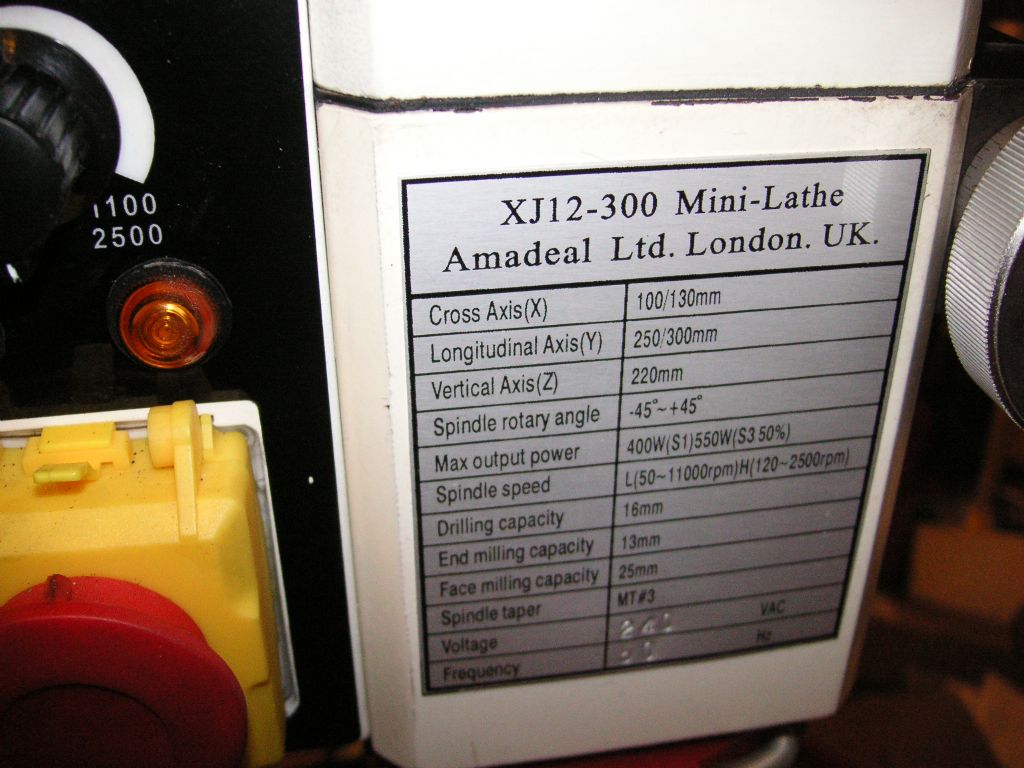 1100
2500
XJ12-300 Mini-Lathe
Amadeal Ltd. London. UK.
Cross Axis(X) 100/130mm
Longitudinal Axis(Y) 250/300mm
Vertical Axis(Z) 220mm
Spindle rotary angle -45°~+45°
Max output power 400W(S1)550W(S3 50%)
Spindle speed L(50~11000rpm)H(120~2500rpm)
Drilling capacity 16mm
End milling capacity 13mm
Face milling capacity 25mm
Spindle taper MT#3
Voltage VAC
Frequency Hz